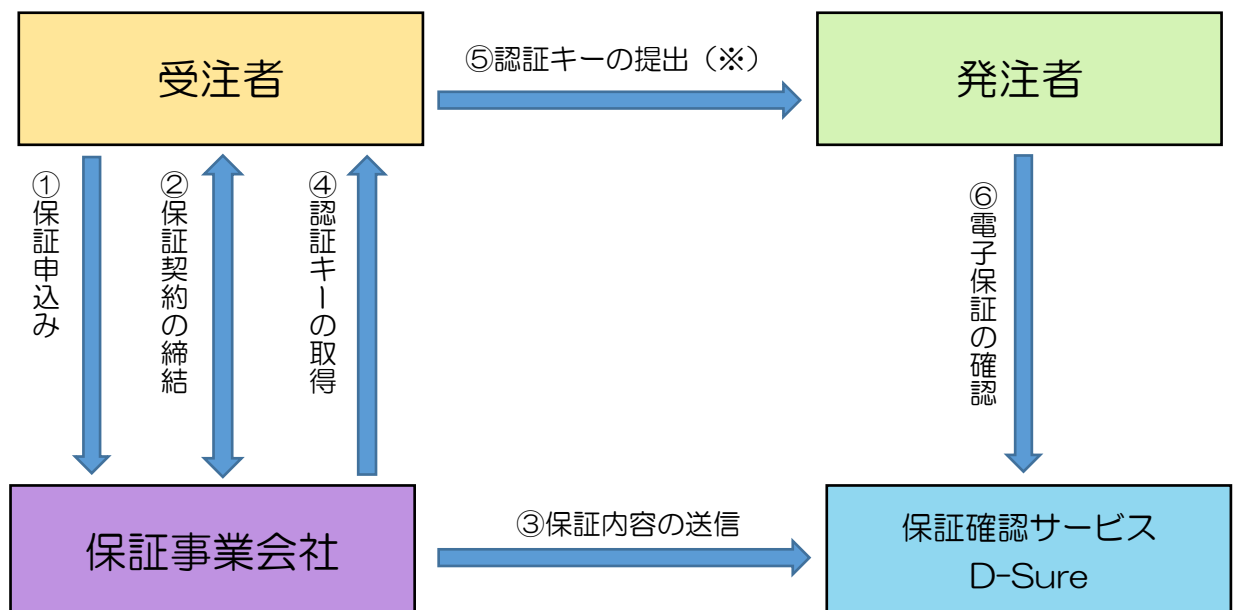 受注者
⑤認証キーの提出（※）
発注者
①保証申込み
②保証契約の締結
④認証キーの取得
⑥電子保証の確認
保証事業会社
③保証内容の送信
保証確認サービス
D-Sure